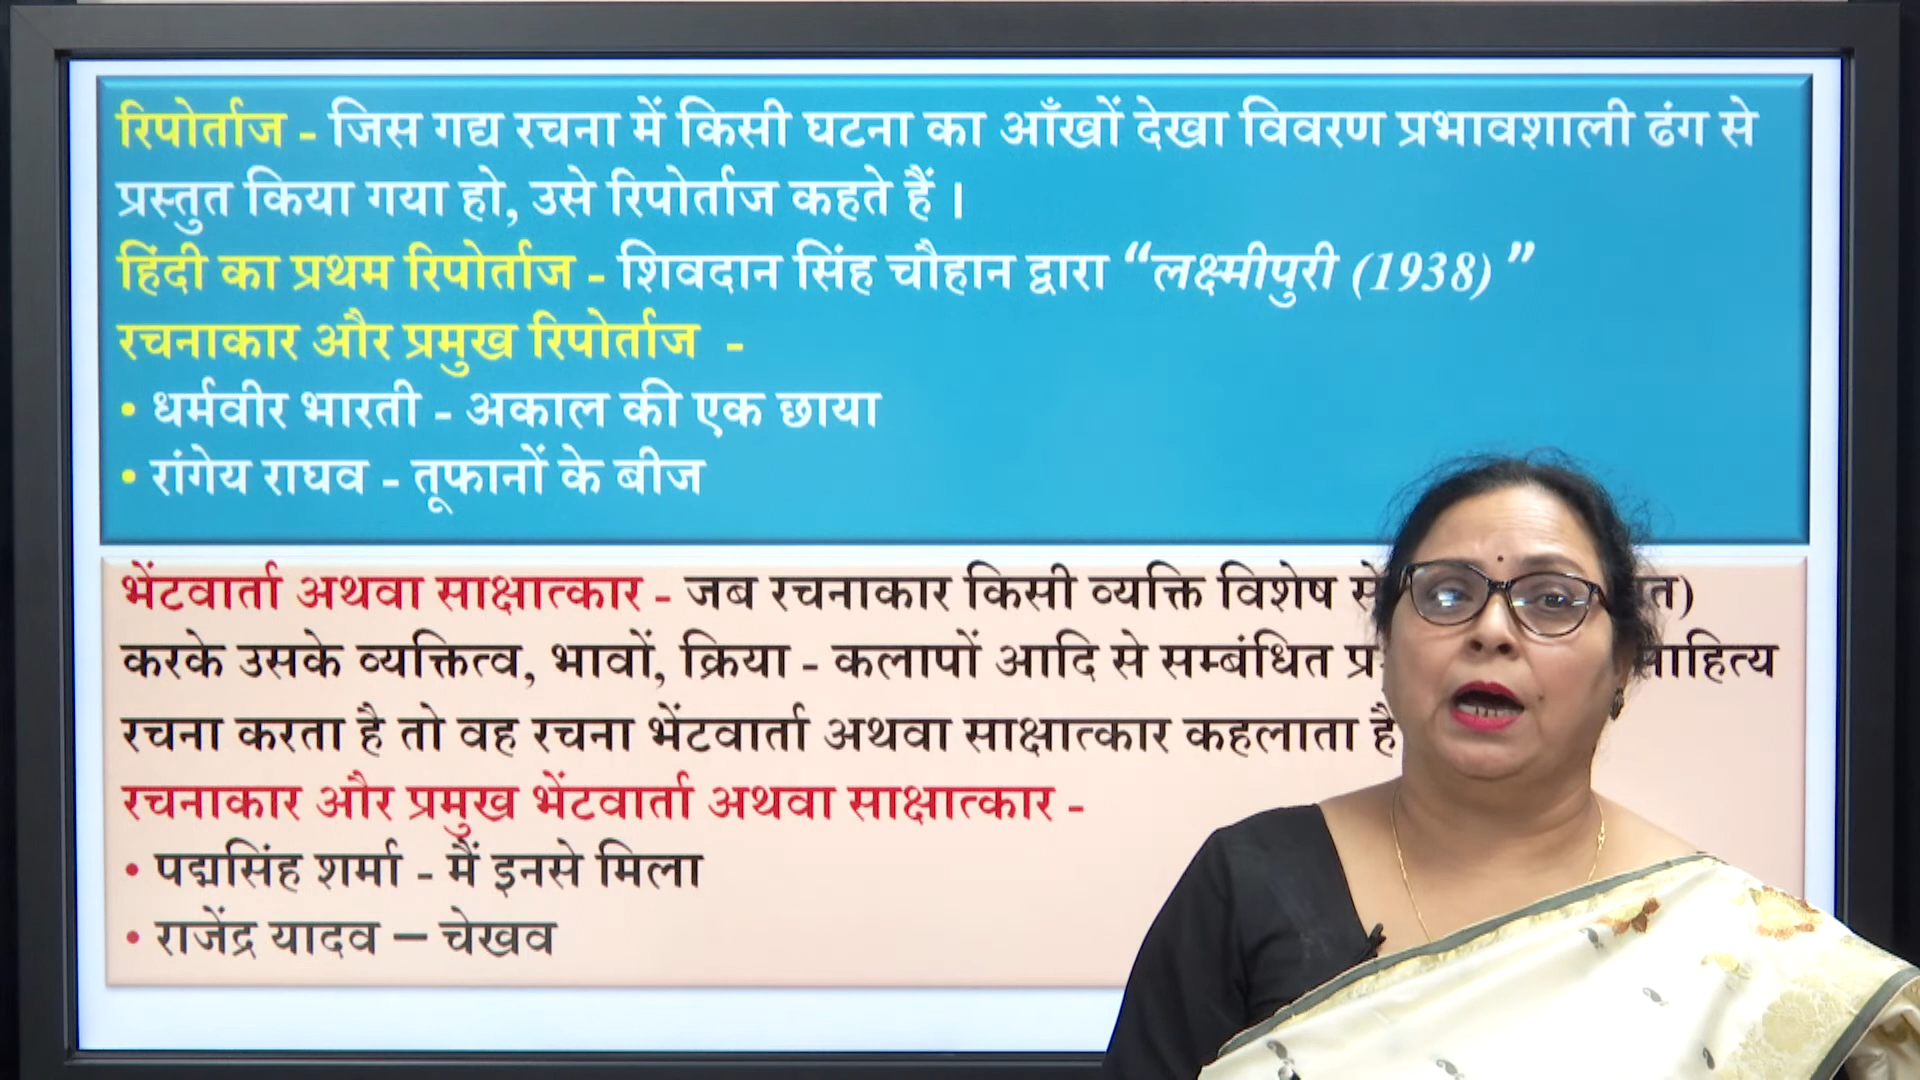 रिपोर्ताज - जिस गद्य रचना में किसी घटना का आँखों देखा विवरण प्रभावशाली ढंग से
प्रस्तुत किया गया हो, उसे रिपोर्ताज कहते हैं ।
हिंदी का प्रथम रिपोर्ताज - शिवदान सिंह चौहान द्वारा “लक्ष्मीपुरी (1938) ”
रचनाकार और प्रमुख रिपोर्ताज -
• धर्मवीर भारती - अकाल की एक छाया
• रांगेय राघव - तूफानों के बीज
भेंटवार्ता अथवा साक्षात्कार - जब रचनाकार किसी व्यक्ति विशेष से
करके उसके व्यक्तित्व, भावों, क्रिया - कलापों आदि से सम्बंधित
रचना करता है तो वह रचना भेंटवार्ता अथवा साक्षात्कार कहलाता है
रचनाकार और प्रमुख भेंटवार्ता अथवा साक्षात्कार -
• पद्मसिंह शर्मा - मैं इनसे मिला
• राजेंद्र यादव – चेखव